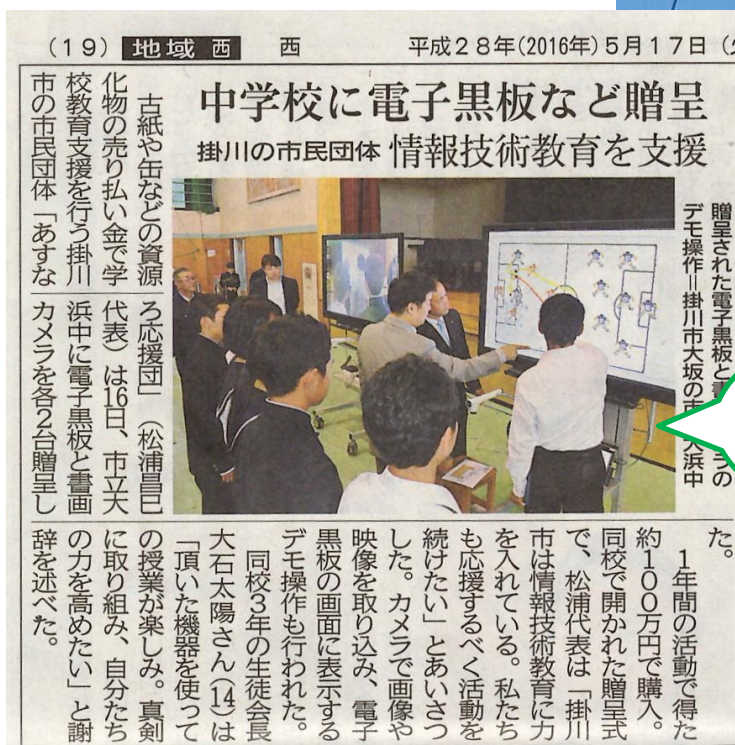 (19) 地域 西 西 平成28年(2016年)5月17日
中学校に電子黒板など贈呈
掛川の市民団体 情報技術教育を支援
贈呈された電子黒板と書
の
デモ操作＝掛川市大坂の市
大浜中
古紙や缶などの資源
化物の売り払い金で学
校教育支援を行う掛川
市の市民団体「あすな
ろ応援団」（松浦昌巳
代表）は16日、市立大
浜中に電子黒板と書画
カメラを各2台贈呈し
た。
1年間の活動で得た
約100万円で購入。
同校で開かれた贈呈式
で、松浦代表は「掛川
市は情報技術教育に力
を入れている。私たち
も応援するべく活動を
続けたい」とあいさつ
した。カメラで画像や
映像を取り込み、電子
黒板の画面に表示する
デモ操作も行われた。
同校3年の生徒会長
大石太陽さん(14)は
「頂いた機器を使って
の授業が楽しみ。真剣
に取り組み、自分たち
の力を高めたい」と謝
辞を述べた。